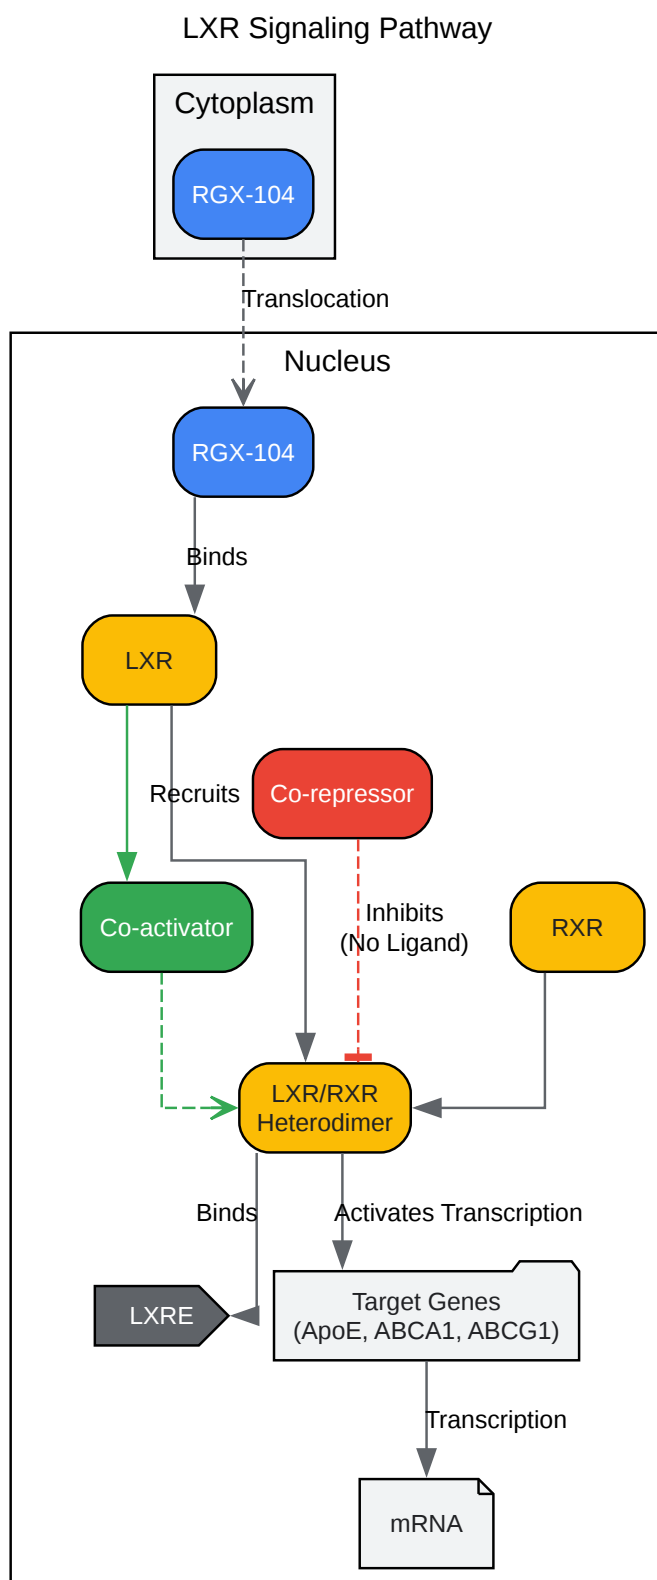 LXR Signaling Pathway
Cytoplasm
RGX-104
Translocation
Nucleus
RGX-104
Binds
LXR
Recruits
Co-repressor
Inhibits
(No Ligand)
Co-activator
RXR
LXR/RXR
Heterodimer
Binds
Activates Transcription
LXRE
Target Genes
(ApoE, ABCA1, ABCG1)
Transcription
mRNA